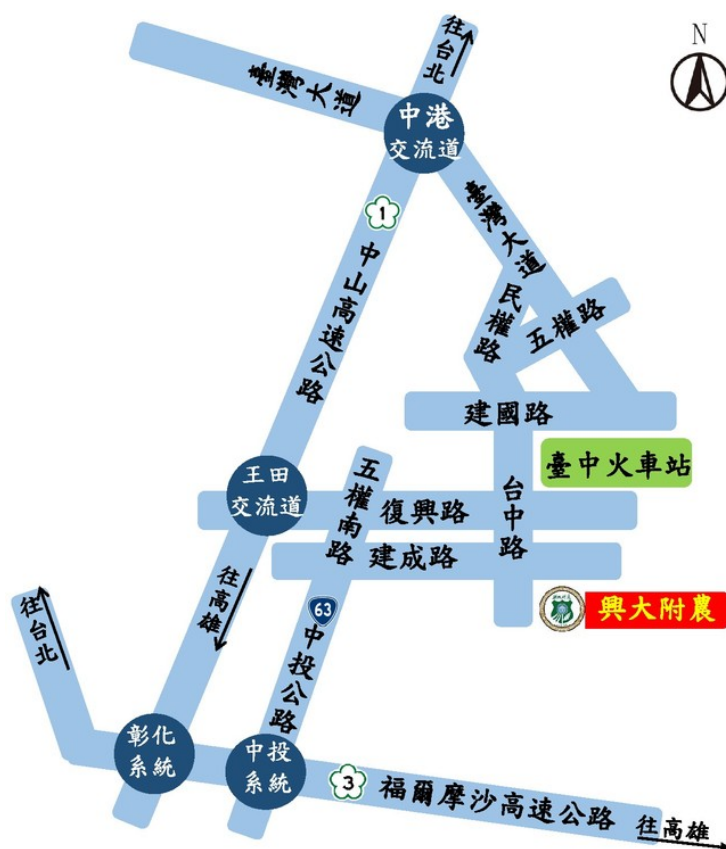 往台北
N
臺灣大道
中港
交流道
1
臺灣大道
中山高速公路
民權路
五權路
建國路
臺中火車站
王田
交流道
五權南路
復興路
台中路
建成路
往高雄
往台北
63
興大附農
中投公路
彰化
系統
中投
系統
3
福爾摩沙高速公路
往高雄